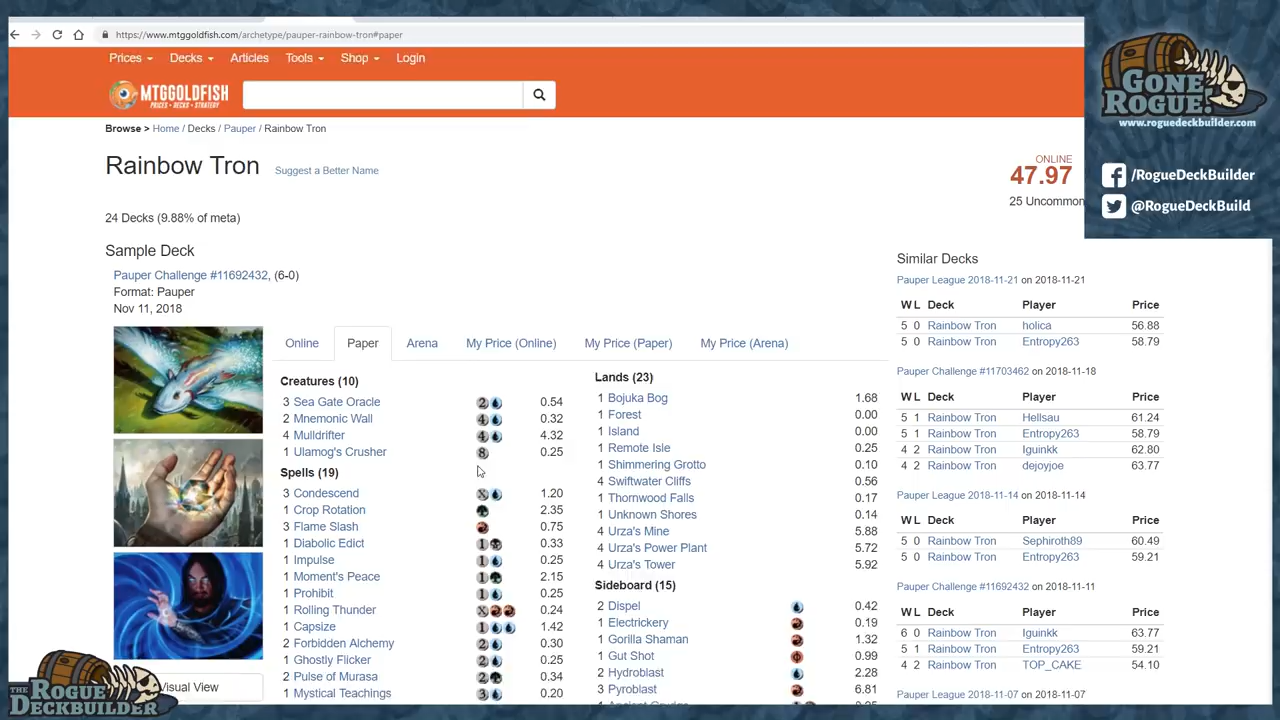 https://www.mtggoldfish.com/archetype/pauper-rainbow-tron#paper
Prices Decks Articles Tools Shop Login
MTGGOLDFISH
PRICES • DECKS • STRATEGY
Browse > Home / Decks / Pauper / Rainbow Tron
Rainbow Tron Suggest a Better Name
ONLINE
47.97
25 Uncommon
24 Decks (9.88% of meta)
Sample Deck
Pauper Challenge #11692432, (6-0)
Format: Pauper
Nov 11, 2018
Online Paper Arena My Price (Online) My Price (Paper) My Price (Arena)
Creatures (10)
3 Sea Gate Oracle 2 0.54
2 Mnemonic Wall 4 0.32
4 Mulldrifter 4 4.32
1 Ulamog's Crusher 8 0.25
Spells (19)
3 Condescend X 1.20
1 Crop Rotation 2.35
3 Flame Slash 0.75
1 Diabolic Edict 1 0.33
1 Impulse 1 0.25
1 Moment's Peace 1 2.15
1 Prohibit 1 0.25
1 Rolling Thunder X 0.24
1 Capsize 1 1.42
2 Forbidden Alchemy 2 0.30
1 Ghostly Flicker 2 0.25
2 Pulse of Murasa 2 0.34
1 Mystical Teachings 3 0.20
Visual View
Lands (23)
1 Bojuka Bog 1.68
1 Forest 0.00
1 Island 0.00
1 Remote Isle 0.25
1 Shimmering Grotto 0.10
4 Swiftwater Cliffs 0.56
1 Thornwood Falls 0.17
1 Unknown Shores 0.14
4 Urza's Mine 5.88
4 Urza's Power Plant 5.72
4 Urza's Tower 5.92
Sideboard (15)
2 Dispel 0.42
1 Electrickery 0.19
1 Gorilla Shaman 1.32
1 Gut Shot 0.99
2 Hydroblast 2.28
3 Pyroblast 6.81
Similar Decks
Pauper League 2018-11-21 on 2018-11-21
W L Deck Player Price
5 0 Rainbow Tron holica 56.88
5 0 Rainbow Tron Entropy263 58.79
Pauper Challenge #11703462 on 2018-11-18
W L Deck Player Price
5 1 Rainbow Tron Hellsau 61.24
5 1 Rainbow Tron Entropy263 58.79
4 2 Rainbow Tron Iguinkk 62.80
4 2 Rainbow Tron dejoyjoe 63.77
Pauper League 2018-11-14 on 2018-11-14
W L Deck Player Price
5 0 Rainbow Tron Sephiroth89 60.49
5 0 Rainbow Tron Entropy263 59.21
Pauper Challenge #11692432 on 2018-11-11
W L Deck Player Price
6 0 Rainbow Tron Iguinkk 63.77
5 1 Rainbow Tron Entropy263 59.21
4 2 Rainbow Tron TOP_CAKE 54.10
Pauper League 2018-11-07 on 2018-11-07
GONE
ROGUE!
www.roguedeckbuilder.com
/RogueDeckBuilder
@RogueDeckBuild
THE
ROGUE
DECKBUILDER